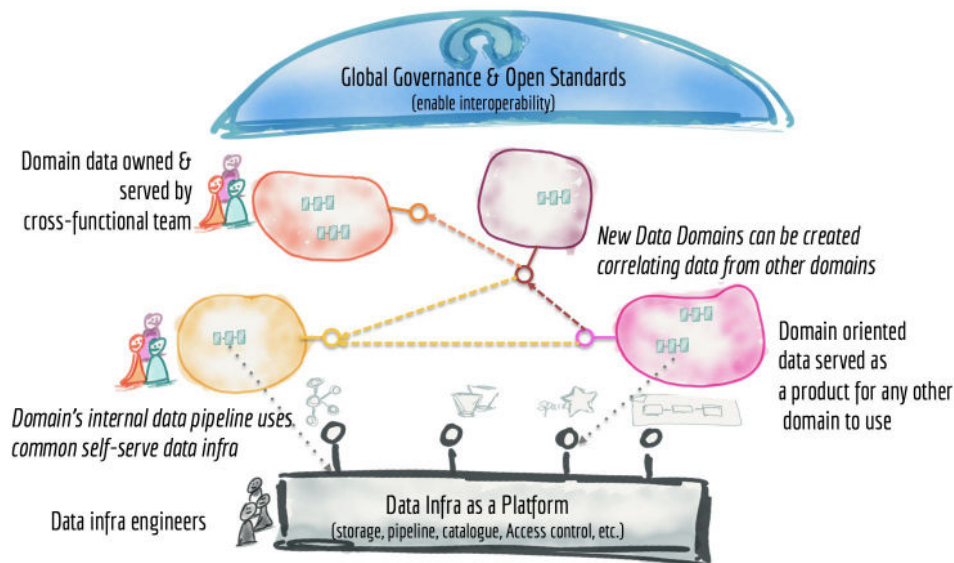 Global Governance & Open Standards
(enable interoperability)
Domain data owned &
served by
cross-functional team
New Data Domains can be created
correlating data from other domains
Domain oriented
data served as
a product for any other
domain to use
Domain's internal data pipeline uses
common self-serve data infra
Data infra engineers
Data Infra as a Platform
(storage, pipeline, catalogue, Access control, etc.)